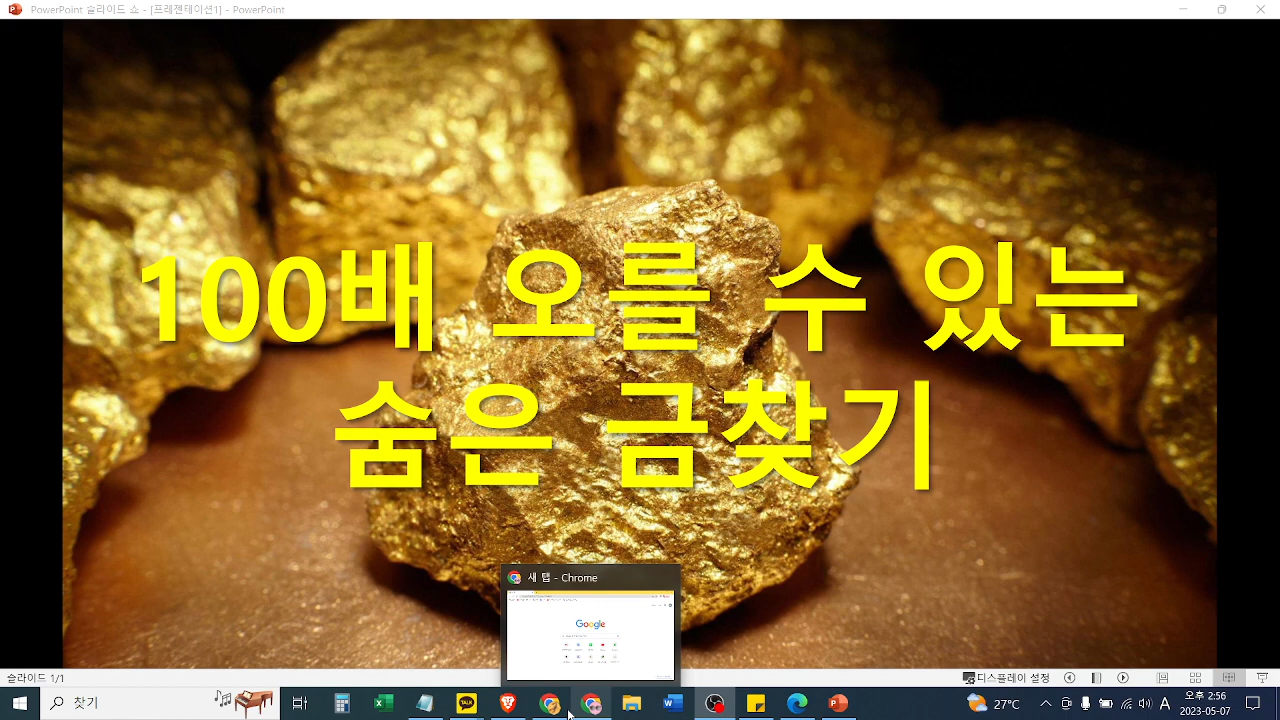 PowerPoint 슬라이드 쇼 - [프레젠테이션1] - PowerPoint
100배 오를 수 있는
숨은 금찾기
새 탭 - Chrome
Google
슬라이드 1/1
디스플레이 설정
찾기
TALK
20°C
오후 2:56
2023-05-07